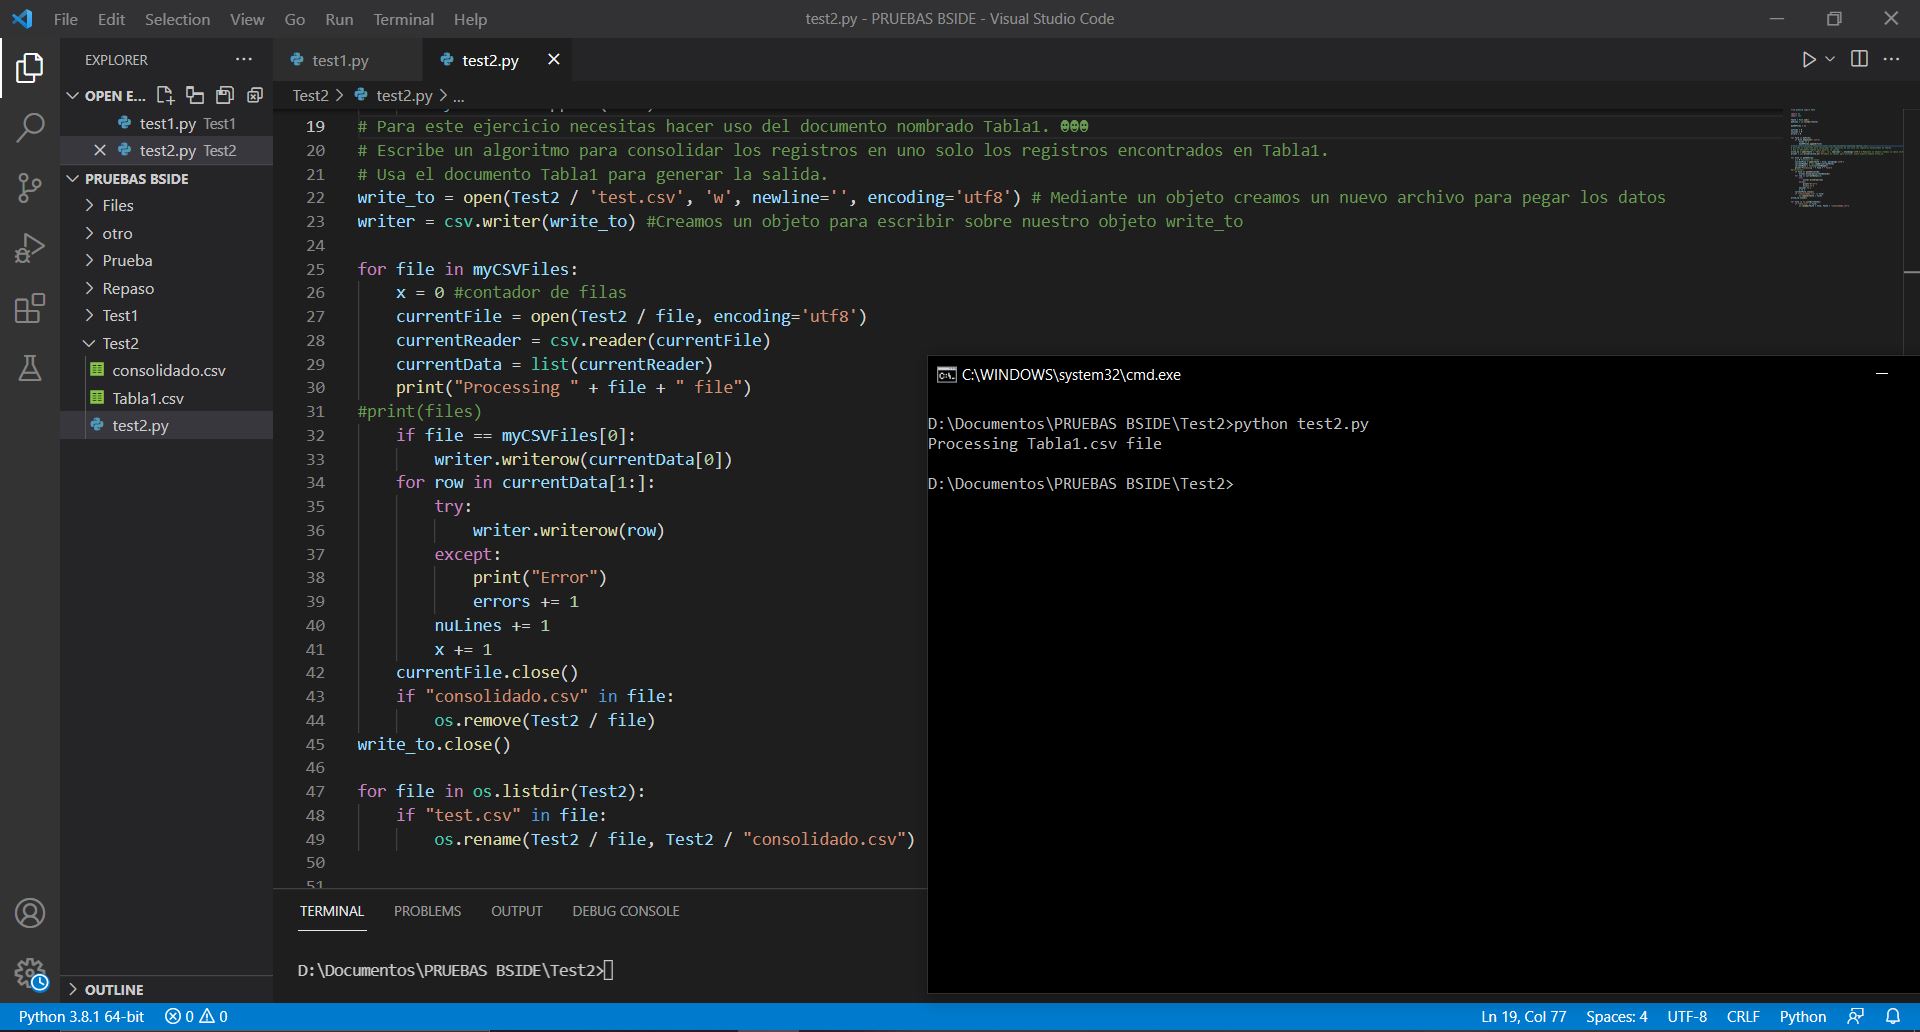 File Edit Selection View Go Run Terminal Help
test2.py - PRUEBAS BSIDE - Visual Studio Code
EXPLORER
OPEN E...
test1.py Test1
test2.py Test2
PRUEBAS BSIDE
Files
otro
Prueba
Repaso
Test1
Test2
consolidado.csv
Tabla1.csv
test2.py
OUTLINE
test1.py
test2.py
Test2 > test2.py > ...
19 # Para este ejercicio necesitas hacer uso del documento nombrado Tabla1.
20 # Escribe un algoritmo para consolidar los registros en uno solo los registros encontrados en Tabla1.
21 # Usa el documento Tabla1 para generar la salida.
22 write_to = open(Test2 / 'test.csv', 'w', newline='', encoding='utf8') # Mediante un objeto creamos un nuevo archivo para pegar los datos
23 writer = csv.writer(write_to) #Creamos un objeto para escribir sobre nuestro objeto write_to
24
25 for file in myCSVFiles:
26 x = 0 #contador de filas
27 currentFile = open(Test2 / file, encoding='utf8')
28 currentReader = csv.reader(currentFile)
29 currentData = list(currentReader)
30 print("Processing " + file + " file")
31 #print(files)
32 if file == myCSVFiles[0]:
33 writer.writerow(currentData[0])
34 for row in currentData[1:]:
35 try:
36 writer.writerow(row)
37 except:
38 print("Error")
39 errors += 1
40 nuLines += 1
41 x += 1
42 currentFile.close()
43 if "consolidado.csv" in file:
44 os.remove(Test2 / file)
45 write_to.close()
46
47 for file in os.listdir(Test2):
48 if "test.csv" in file:
49 os.rename(Test2 / file, Test2 / "consolidado.csv")
50
51
C:\WINDOWS\system32\cmd.exe
D:\Documentos\PRUEBAS BSIDE\Test2>python test2.py
Processing Tabla1.csv file
D:\Documentos\PRUEBAS BSIDE\Test2>
TERMINAL PROBLEMS OUTPUT DEBUG CONSOLE
D:\Documentos\PRUEBAS BSIDE\Test2>
Python 3.8.1 64-bit 0 0
Ln 19, Col 77 Spaces: 4 UTF-8 CRLF Python